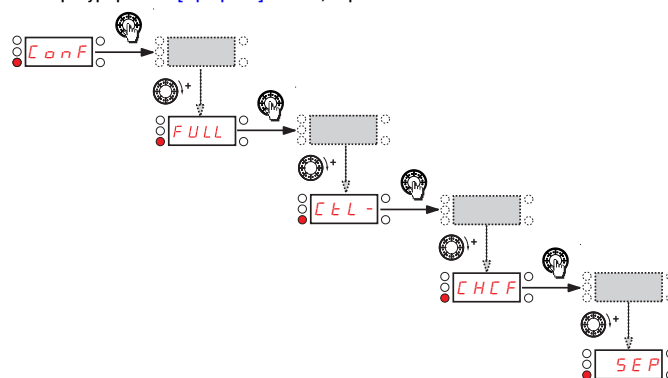 ConF
+
FULL
+
CtL -
+
CHCF
+
SEP